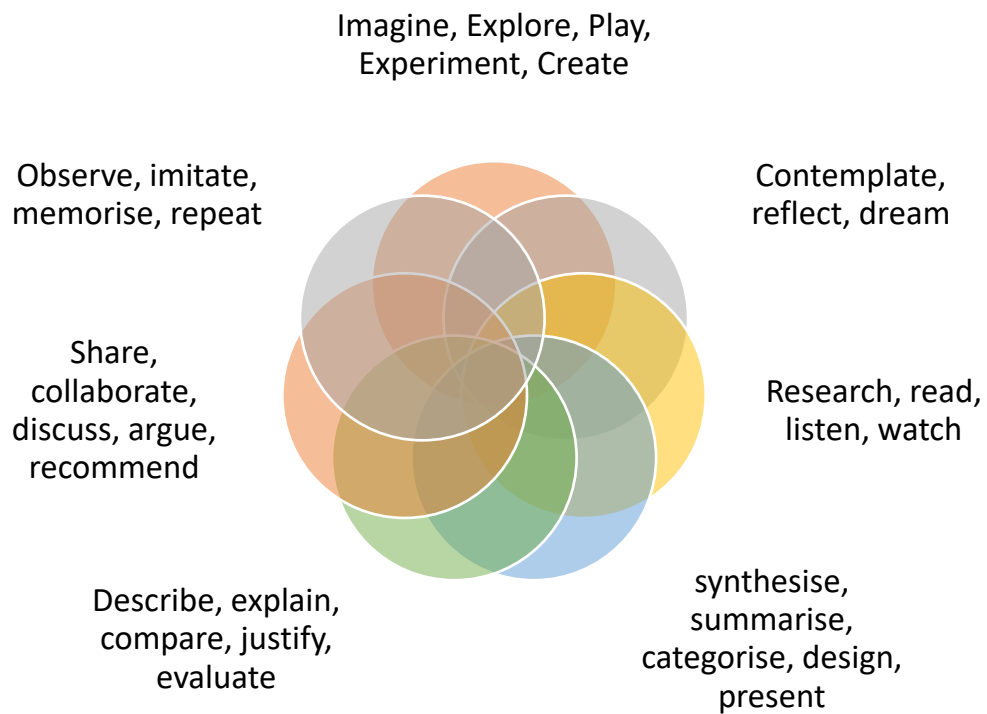 Imagine, Explore, Play,
Experiment, Create
Observe, imitate,
memorise, repeat
Contemplate,
reflect, dream
Share,
collaborate,
discuss, argue,
recommend
Research, read,
listen, watch
Describe, explain,
compare, justify,
evaluate
synthesise,
summarise,
categorise, design,
present